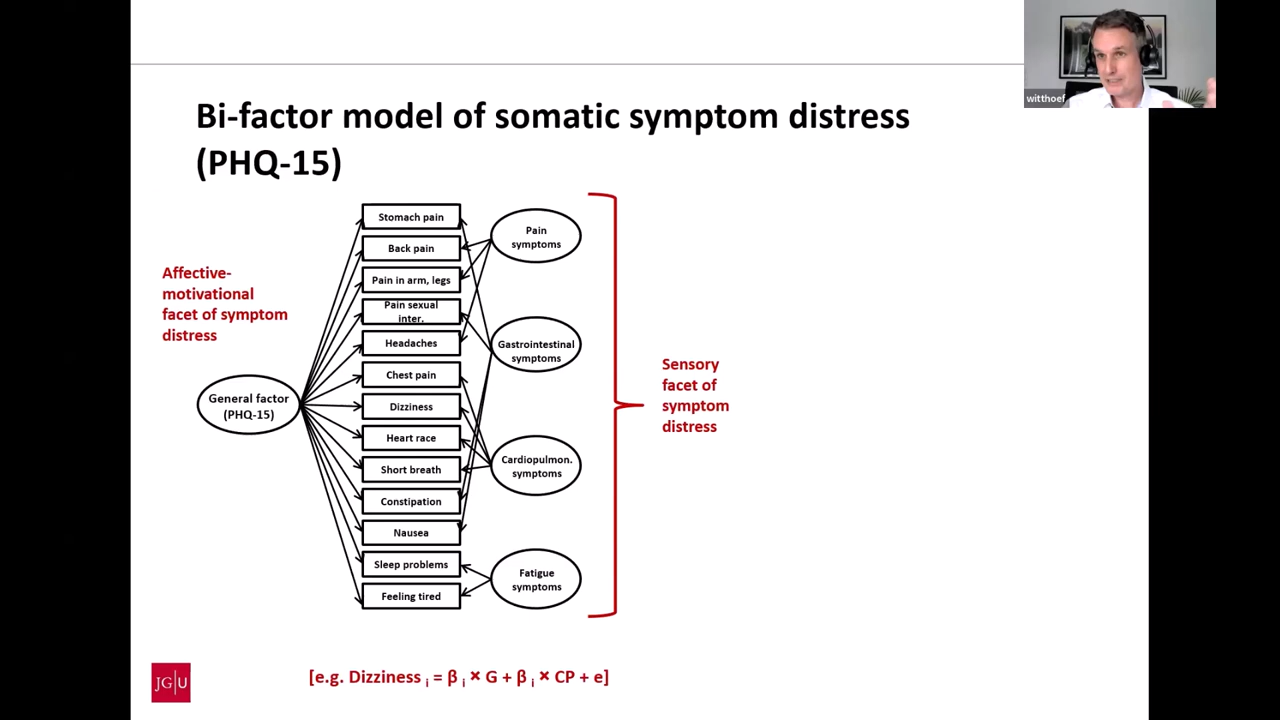 witthoef
Bi-factor model of somatic symptom distress
(PHQ-15)
Affective-
motivational
facet of symptom
distress
General factor
(PHQ-15)
Stomach pain
Back pain
Pain in arm, legs
Pain sexual
inter.
Headaches
Chest pain
Dizziness
Heart race
Short breath
Constipation
Nausea
Sleep problems
Feeling tired
Pain
symptoms
Gastrointestinal
symptoms
Cardiopulmon.
symptoms
Fatigue
symptoms
Sensory
facet of
symptom
distress
JG|U
[e.g. Dizziness i = β i × G + β i × CP + e]